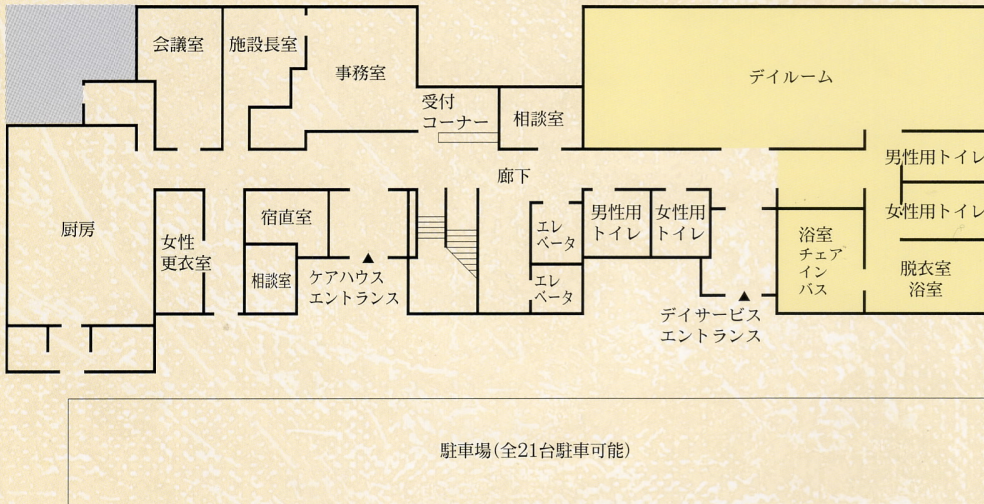 会議室
施設長室
事務室
デイルーム
受付
コーナー
相談室
男性用トイレ
廊下
厨房
女性
更衣室
宿直室
相談室
ケアハウス
エントランス
エレ
ベータ
エレ
ベータ
男性用
トイレ
女性用
トイレ
女性用トイレ
浴室
チェア
イン
バス
脱衣室
浴室
デイサービス
エントランス
駐車場(全21台駐車可能)